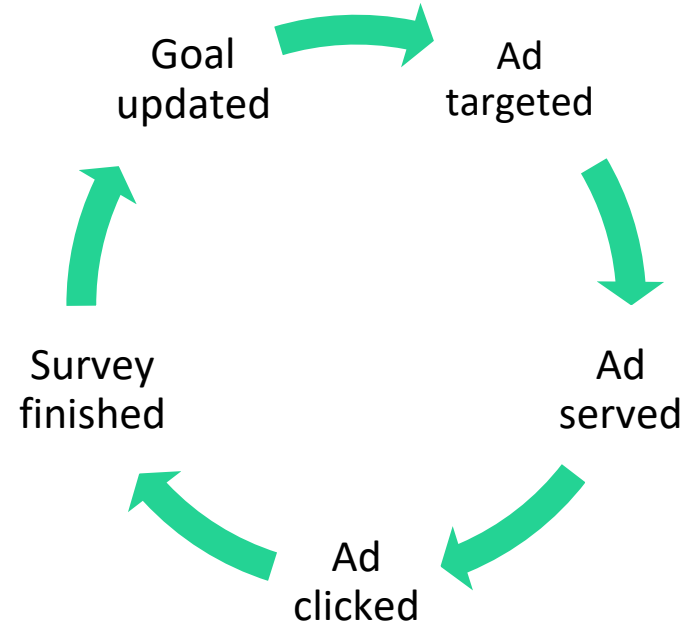 Goal
updated
Ad
targeted
Ad
served
Ad
clicked
Survey
finished